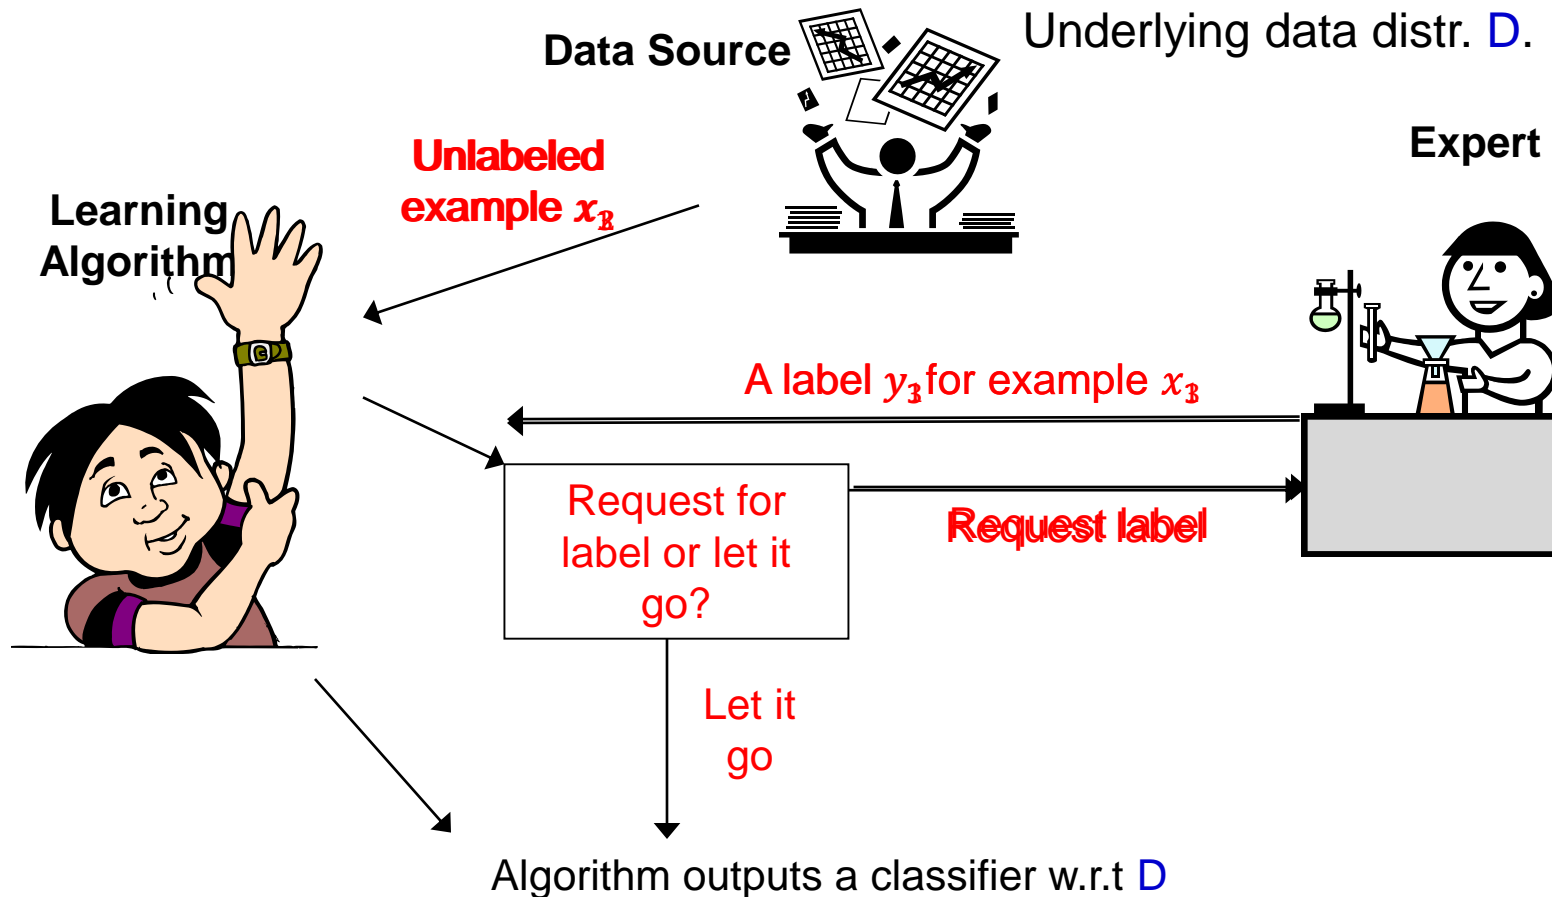 Underlying data distr. D.
Data Source
Expert
Unlabeled
example x
Learning
Algorithm
A label y for example x
Request for
label or let it
go?
Request label
Let it
go
Algorithm outputs a classifier w.r.t D